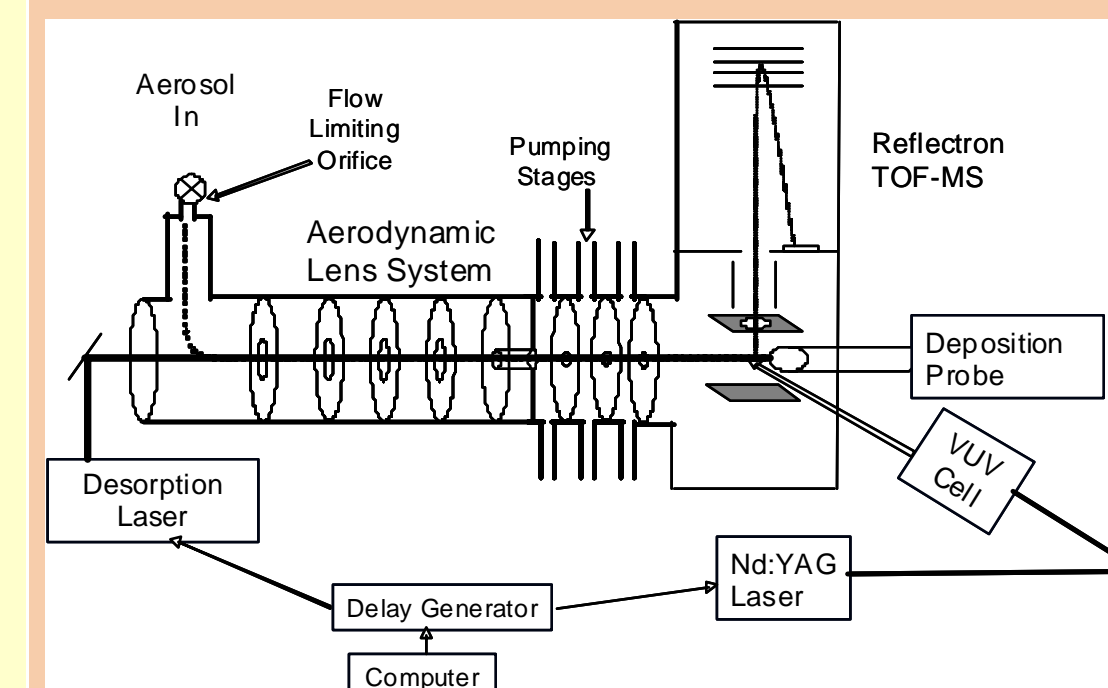 Aerosol
In
Flow
Limiting
Orifice
Pumping
Stages
Reflectron
TOF-MS
Aerodynamic
Lens System
Deposition
Probe
VUV
Cell
Desorption
Laser
Nd:YAG
Laser
Delay Generator
Computer